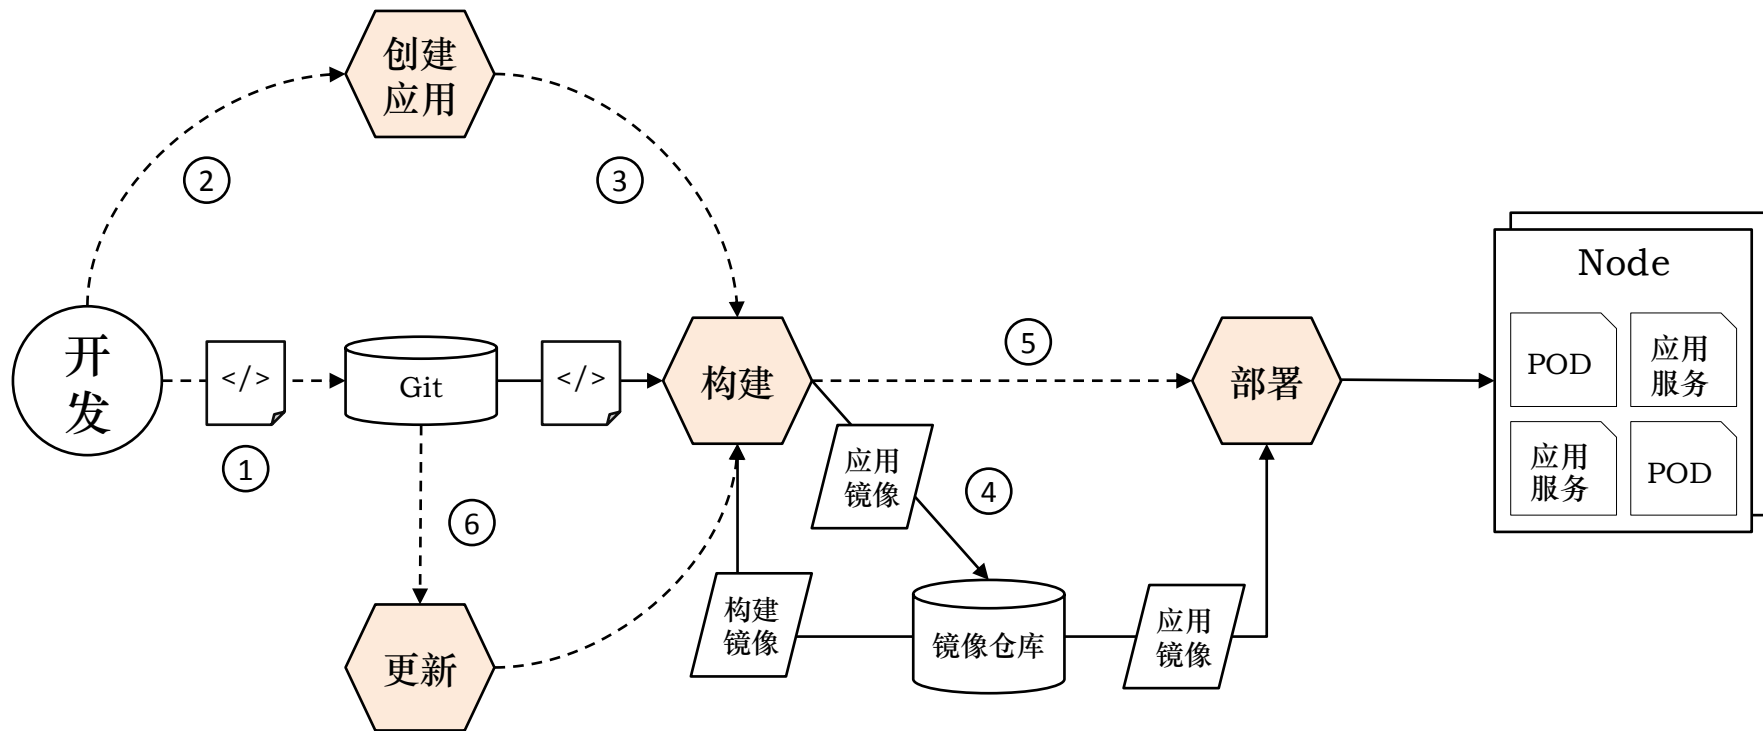 创建
应用
②
③
开
发
</>
Git
</>
①
构建
⑤
部署
Node
POD
应用
服务
应用
服务
POD
应用
镜像
④
⑥
更新
构建
镜像
镜像仓库
应用
镜像